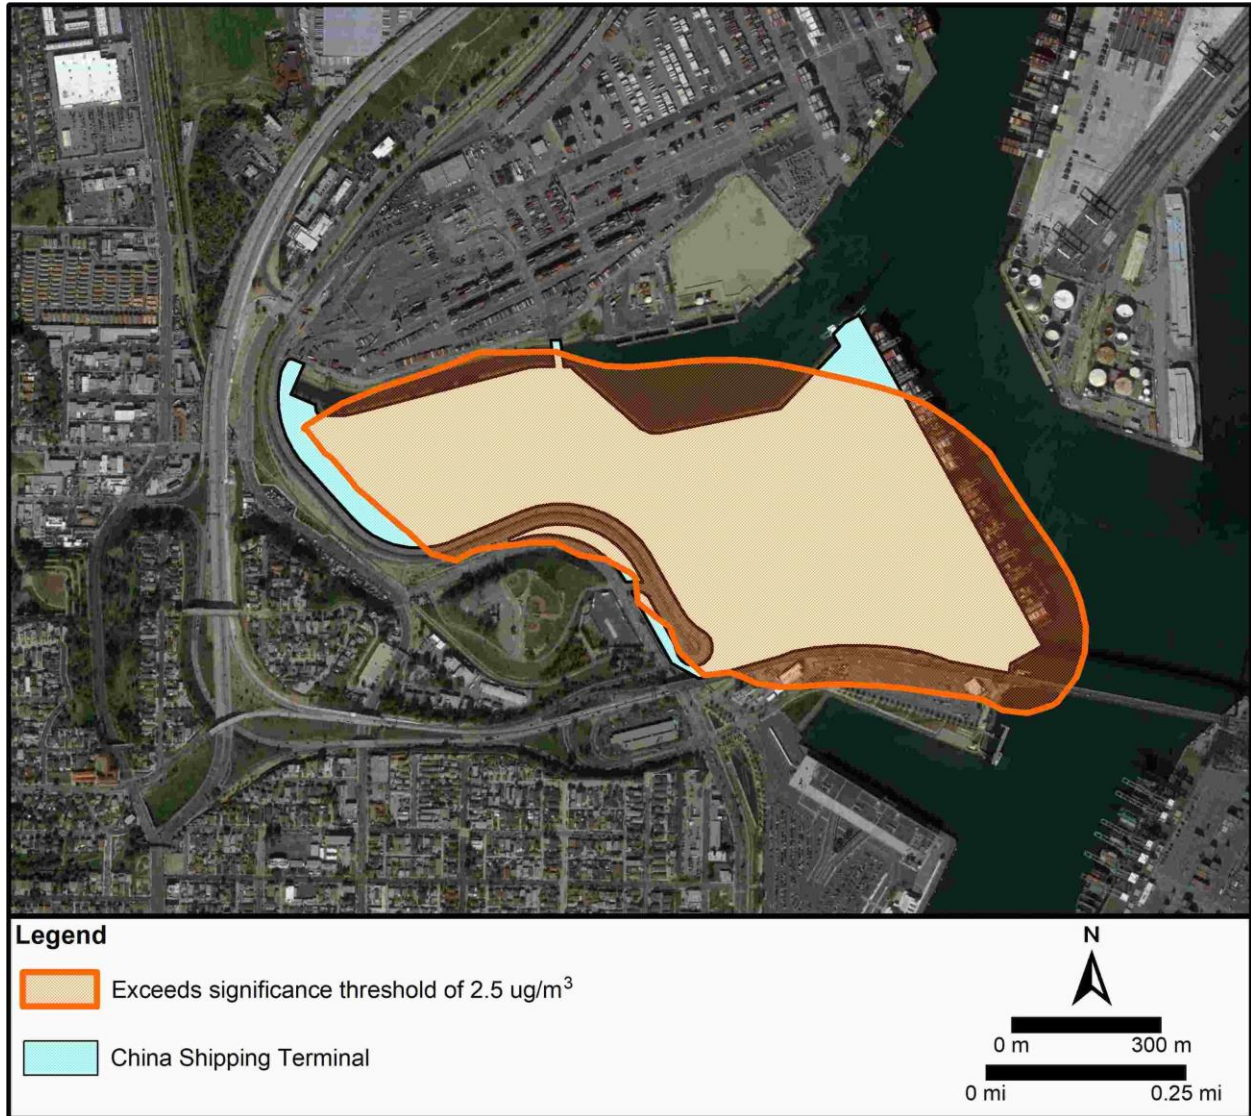 Legend
Exceeds significance threshold of 2.5 ug/m³
China Shipping Terminal
N
0 m 300 m
0 mi 0.25 mi